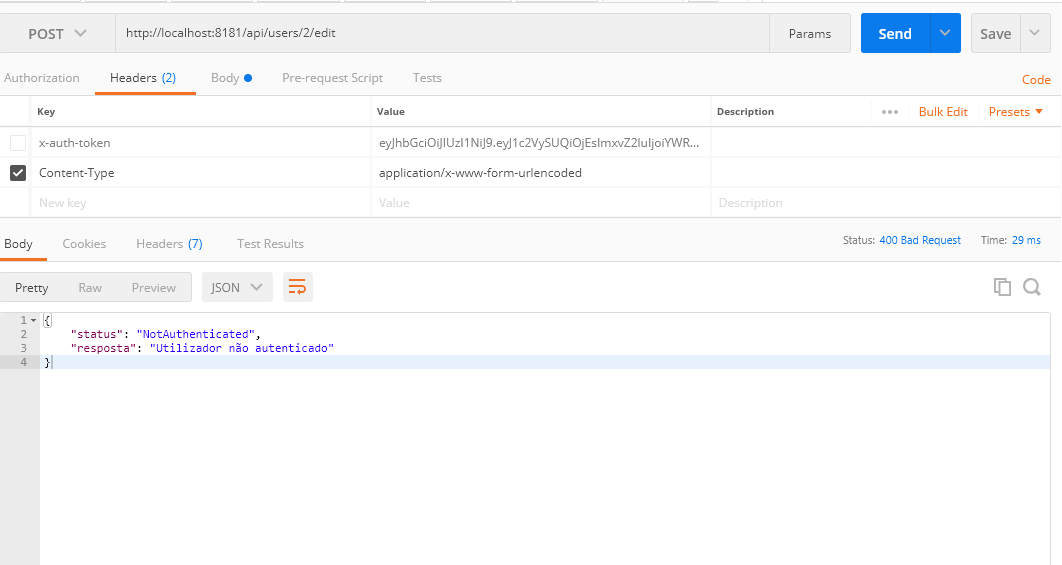 POST http://localhost:8181/api/users/2/edit Params Send Save
Authorization Headers (2) Body Pre-request Script Tests Code
Key Value Description Bulk Edit Presets
x-auth-token eyJhbGciOiJIUzI1NiJ9.eyJ1c2VySUQiOjEsImxvZ2luIjoiYWR...
Content-Type application/x-www-form-urlencoded
New key Value Description
Body Cookies Headers (7) Test Results Status: 400 Bad Request Time: 29 ms
Pretty Raw Preview JSON
1 {
2 "status": "NotAuthenticated",
3 "resposta": "Utilizador não autenticado"
4 }